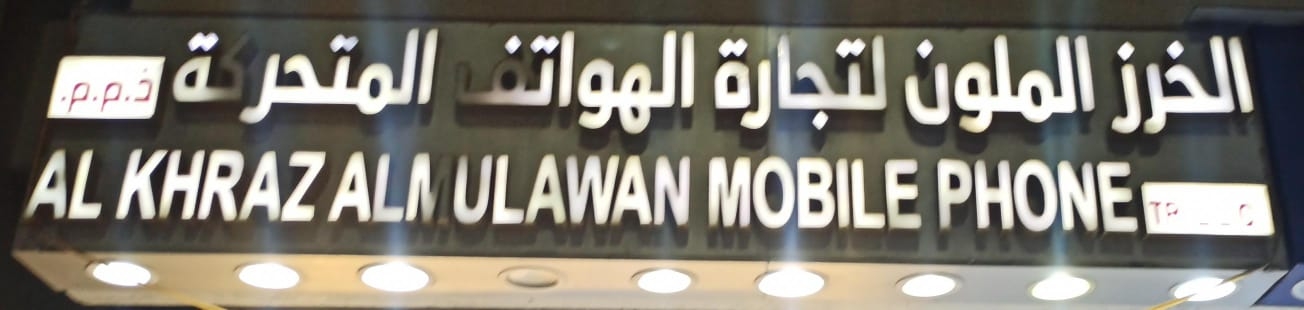 الخرز الملون لتجارة الهواتف المتحركة ذ.م.م.
AL KHRAZ ALMULAWAN MOBILE PHONE